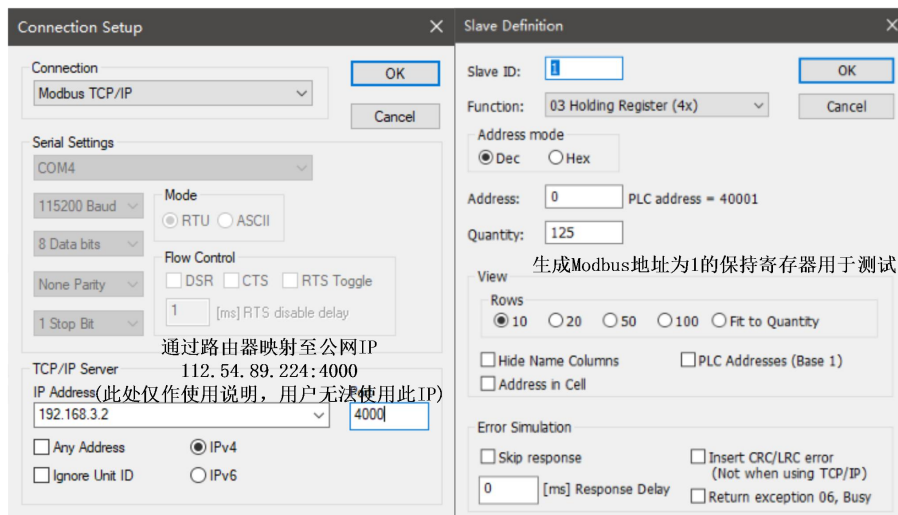 Connection Setup
Connection
OK
Modbus TCP/IP
Cancel
Serial Settings
COM4
115200 Baud
Mode
RTU
ASCII
8 Data bits
Flow Control
DSR
CTS
RTS Toggle
None Parity
1
[ms] RTS disable delay
1 Stop Bit
通过路由器映射至公网IP
112.54.89.224:4000
TCP/IP Server
(此处仅作使用说明，用户无法使用此IP)
IP Address
192.168.3.2
4000
Any Address
IPv4
Ignore Unit ID
IPv6
Slave Definition
Slave ID:
1
OK
Function:
03 Holding Register (4x)
Cancel
Address mode
Dec
Hex
Address:
0
PLC address = 40001
Quantity:
125
生成Modbus地址为1的保持寄存器用于测试
View
Rows
10
20
50
100
Fit to Quantity
Hide Name Columns
PLC Addresses (Base 1)
Address in Cell
Error Simulation
Skip response
Insert CRC/LRC error
(Not when using TCP/IP)
0
[ms] Response Delay
Return exception 06, Busy